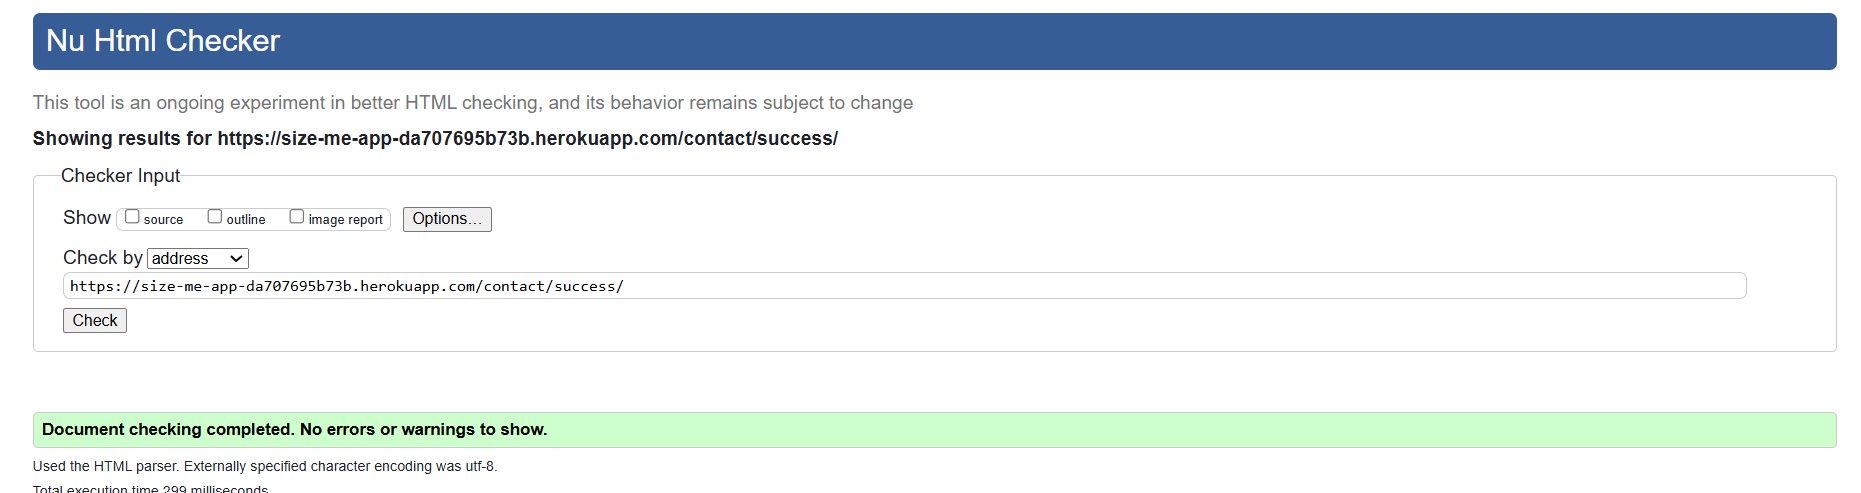 Nu Html Checker
This tool is an ongoing experiment in better HTML checking, and its behavior remains subject to change
Showing results for https://size-me-app-da707695b73b.herokuapp.com/contact/success/
Checker Input
Show source outline image report Options...
Check by address
https://size-me-app-da707695b73b.herokuapp.com/contact/success/
Check
Document checking completed. No errors or warnings to show.
Used the HTML parser. Externally specified character encoding was utf-8.
Total execution time 299 milliseconds.